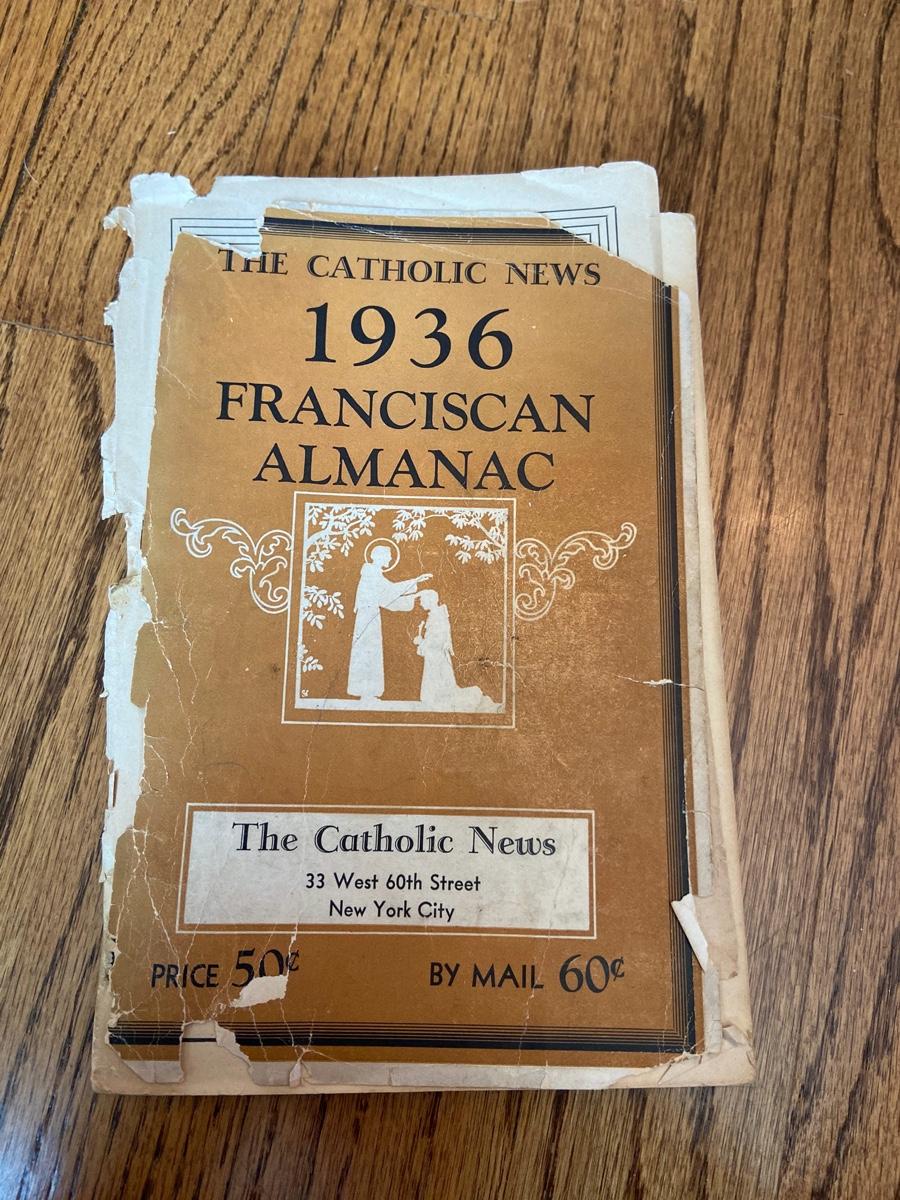 THE CATHOLIC NEWS
1936
FRANCISCAN
ALMANAC
The Catholic News
33 West 60th Street
New York City
PRICE 50¢ BY MAIL 60¢